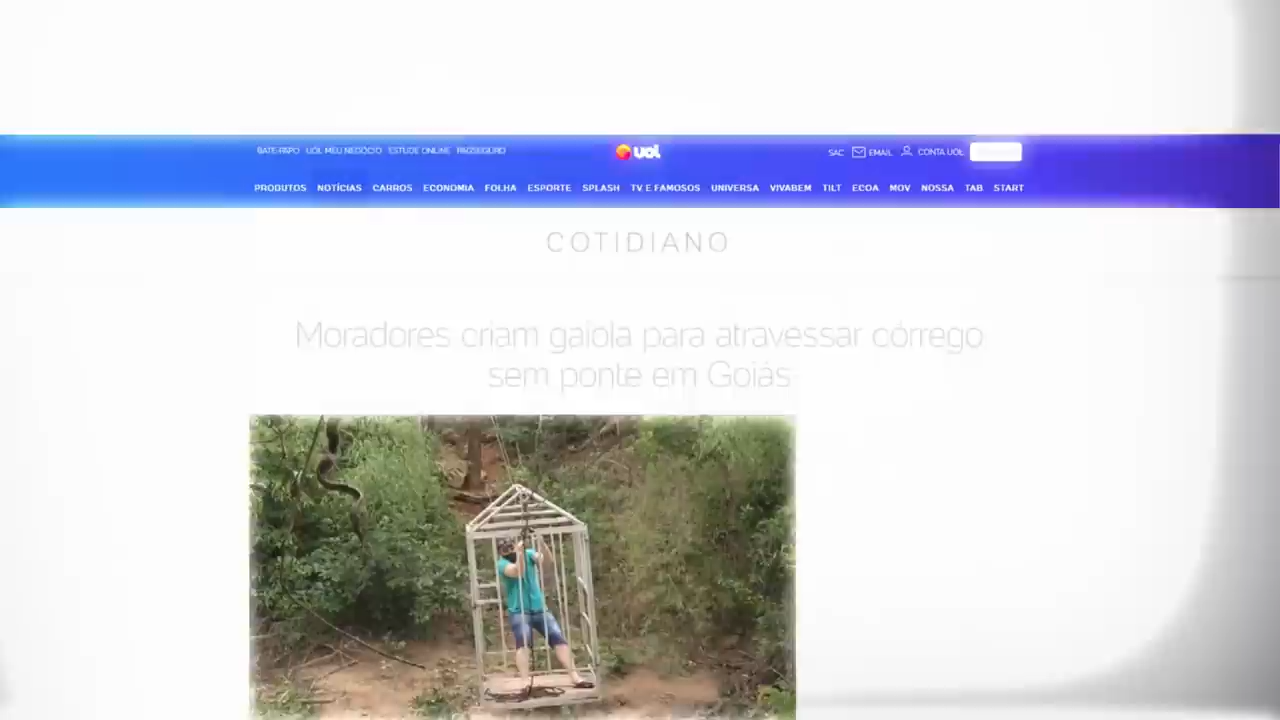 BATE-PAPO UOL MEU NEGÓCIO ESTUDE ONLINE PAGSEGURO
uol
SAC EMAIL CONTA UOL
PRODUTOS NOTÍCIAS CARROS ECONOMIA FOLHA ESPORTE SPLASH TV E FAMOSOS UNIVERSA VIVABEM TILT ECOA MOV NOSSA TAB START
COTIDIANO
Moradores criam gaiola para atravessar córrego
sem ponte em Goiás